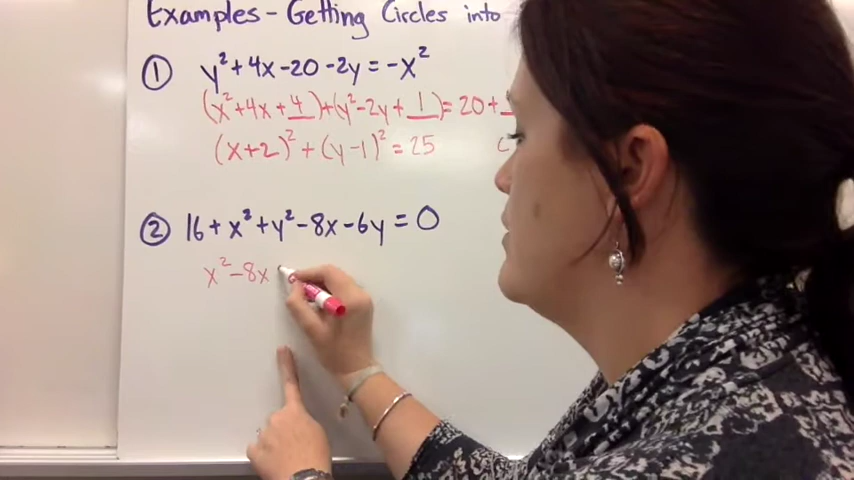 Examples - Getting Circles into
① y² + 4x - 20 - 2y = -x²
(x² + 4x + 4) + (y² - 2y + 1) = 20 +
(x + 2)² + (y - 1)² = 25
② 16 + x² + y² - 8x - 6y = 0
x² - 8x